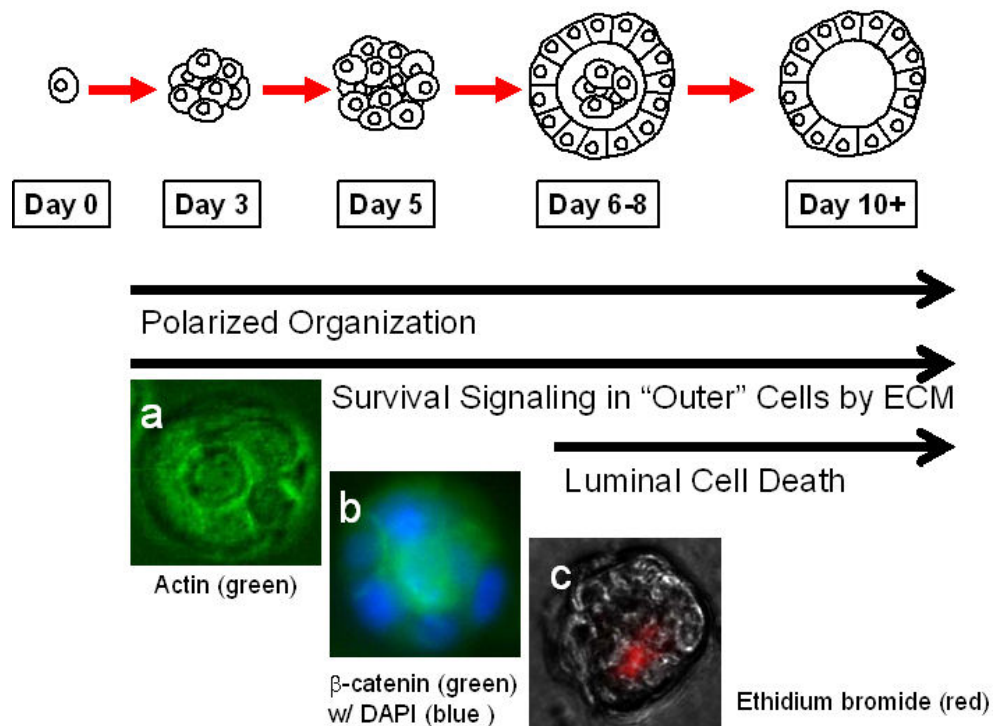 Day 0
Day 3
Day 5
Day 6-8
Day 10+
Polarized Organization
Survival Signaling in “Outer” Cells by ECM
Luminal Cell Death
a
Actin (green)
b
β-catenin (green)
w/ DAPI (blue )
c
Ethidium bromide (red)